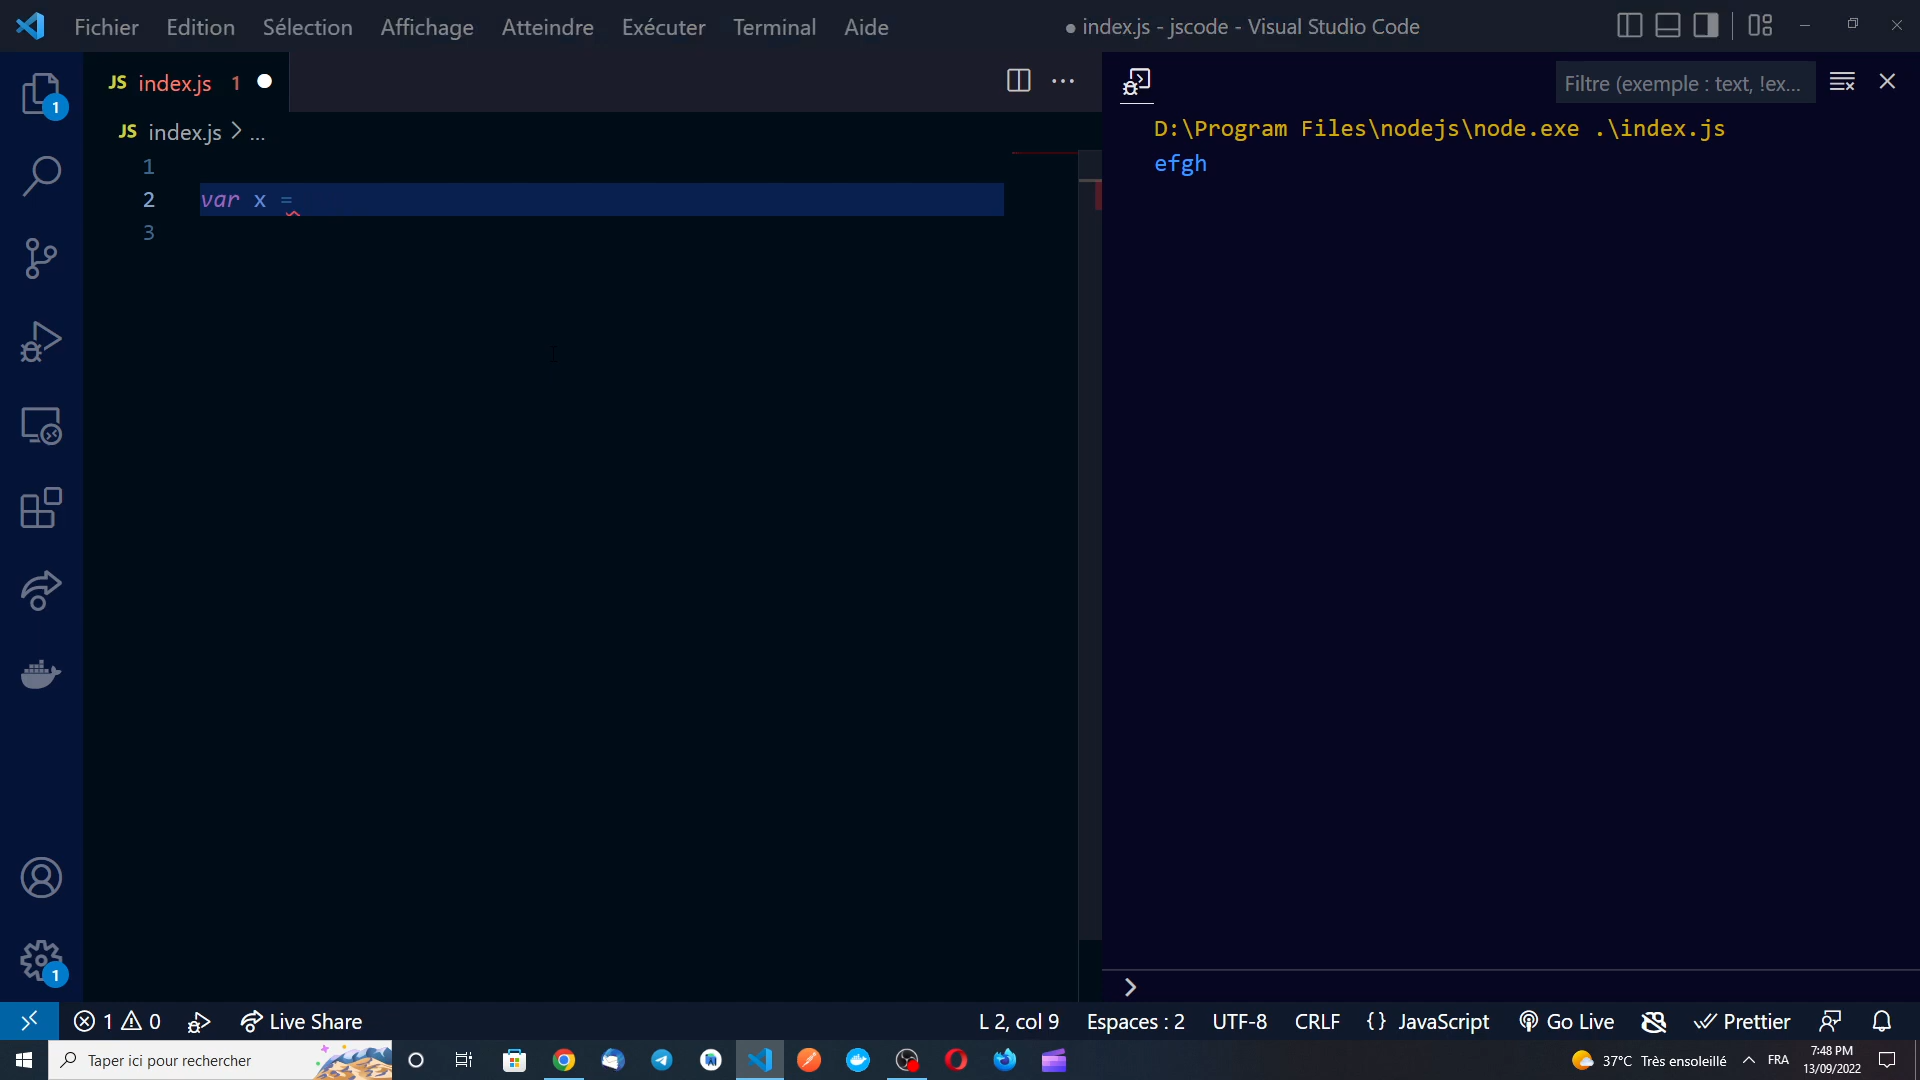 Fichier Edition Sélection Affichage Atteindre Exécuter Terminal Aide ● index.js - jscode - Visual Studio Code
JS index.js 1
Filtre (exemple : text, !ex...
JS index.js > ...
1
2 var x =
3
D:\Program Files\nodejs\node.exe .\index.js
efgh
1
1
1 0 Live Share L 2, col 9 Espaces : 2 UTF-8 CRLF {} JavaScript Go Live Prettier
Taper ici pour rechercher
37°C Très ensoleillé FRA 7:48 PM
13/09/2022